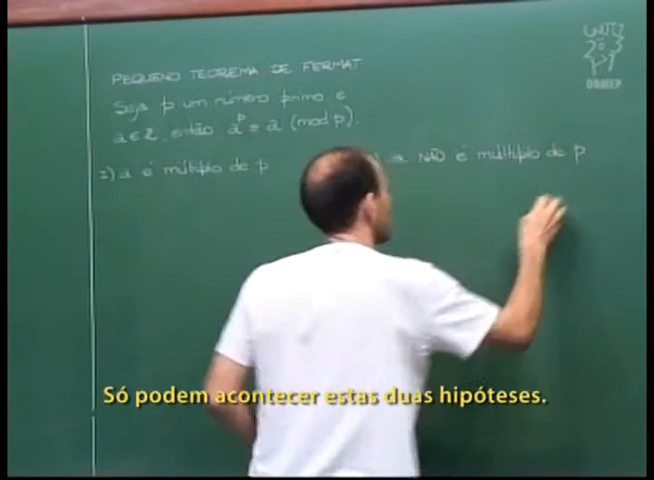 PEQUENO TEOREMA DE FERMAT
Seja p um número primo e
a ∈ Z, então a^p ≡ a (mod p).
I) a é múltiplo de p
) a NÃO é múltiplo de p
OBMEP
Só podem acontecer estas duas hipóteses.